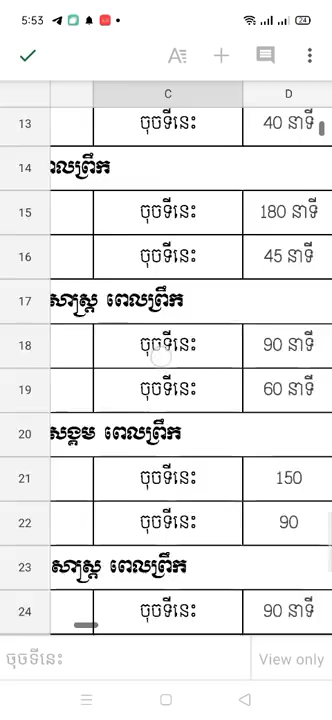 5:53
24
C D
13 ចុចទីនេះ 40 នាទី
14 ពេលព្រឹក
15 ចុចទីនេះ 180 នាទី
16 ចុចទីនេះ 45 នាទី
17 សាស្ត្រ ពេលព្រឹក
18 ចុចទីនេះ 90 នាទី
19 ចុចទីនេះ 60 នាទី
20 សង្គម ពេលព្រឹក
21 ចុចទីនេះ 150
22 ចុចទីនេះ 90
23 សាស្ត្រ ពេលព្រឹក
24 ចុចទីនេះ 90 នាទី
ចុចទីនេះ View only